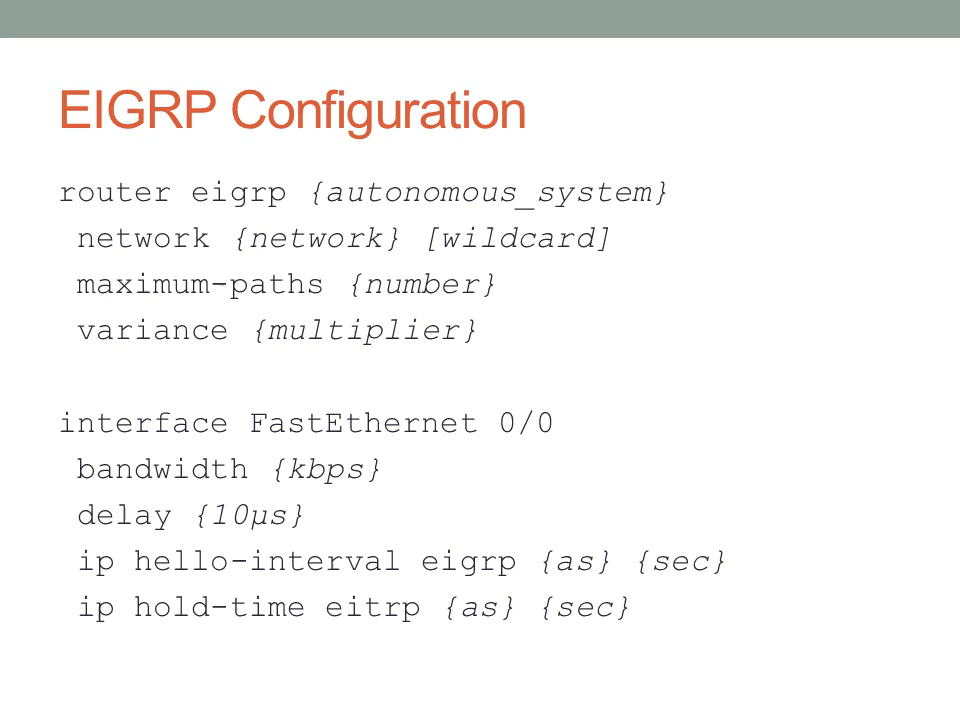 EIGRP Configuration
router eigrp {autonomous_system}
network {network} [wildcard]
maximum-paths {number}
variance {multiplier}
interface FastEthernet 0/0
bandwidth {kbps}
delay {10µs}
ip hello-interval eigrp {as} {sec}
ip hold-time eitrp {as} {sec}